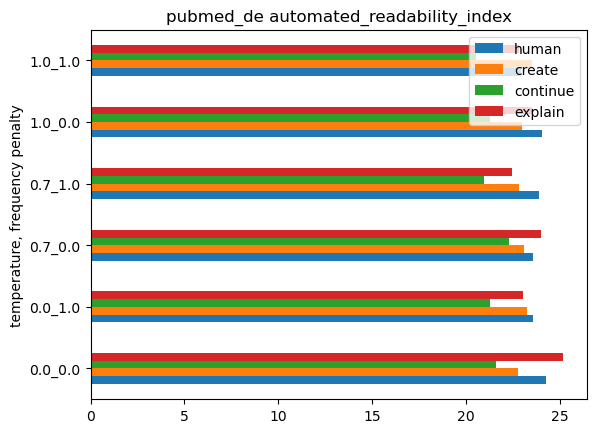 pubmed_de automated_readability_index
temperature, frequency penalty
1.0_1.0
1.0_0.0
0.7_1.0
0.7_0.0
0.0_1.0
0.0_0.0
human
create
continue
explain
0
5
10
15
20
25